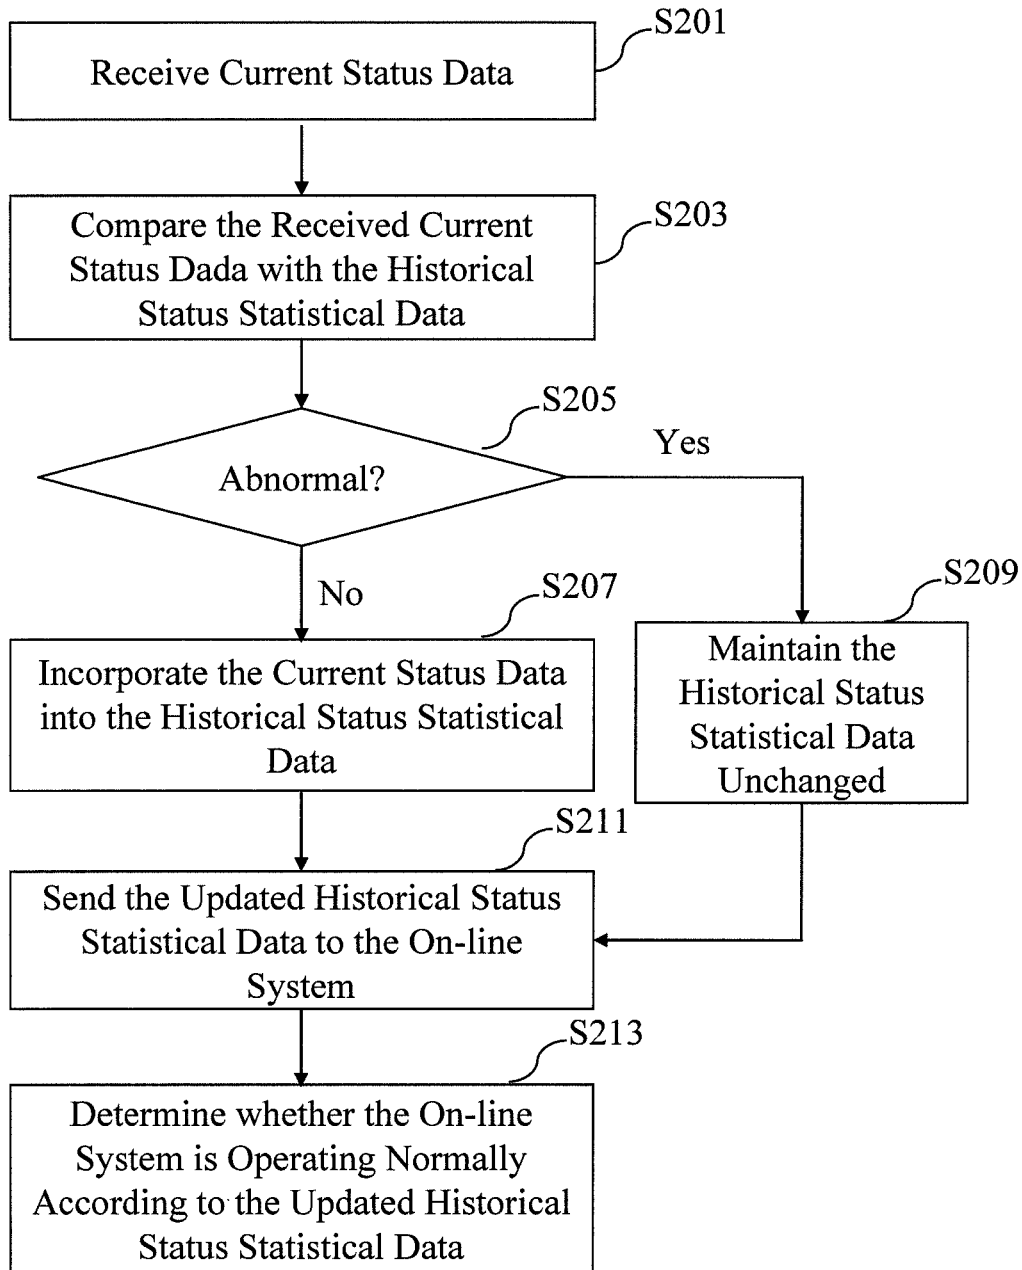 S201
Receive Current Status Data
S203
Compare the Received Current
Status Dada with the Historical
Status Statistical Data
S205
Abnormal?
Yes
No
S207
Incorporate the Current Status Data
into the Historical Status Statistical
Data
S209
Maintain the
Historical Status
Statistical Data
Unchanged
S211
Send the Updated Historical Status
Statistical Data to the On-line
System
S213
Determine whether the On-line
System is Operating Normally
According to the Updated Historical
Status Statistical Data